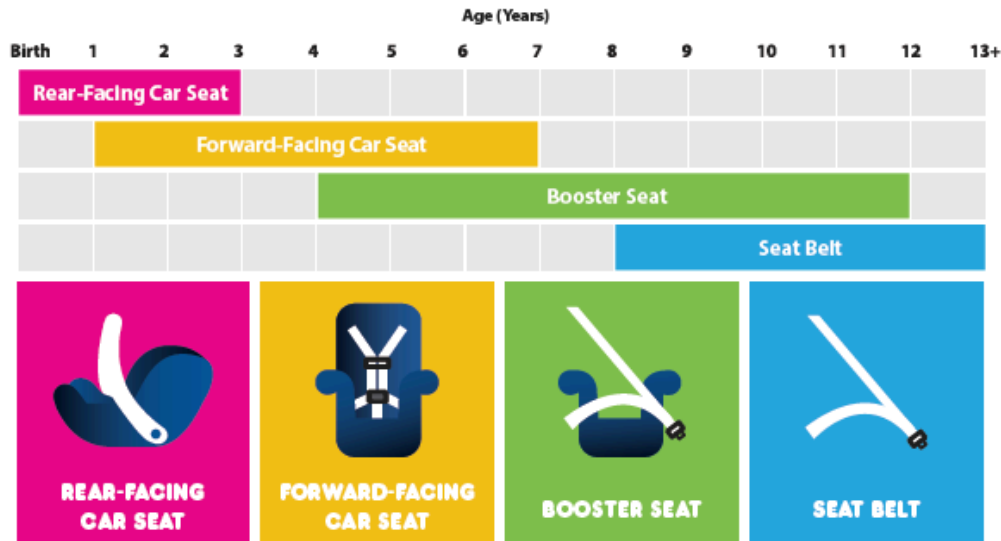 Age (Years)
Birth 1 2 3 4 5 6 7 8 9 10 11 12 13+
Rear-Facing Car Seat
Forward-Facing Car Seat
Booster Seat
Seat Belt
REAR-FACING
CAR SEAT
FORWARD-FACING
CAR SEAT
BOOSTER SEAT
SEAT BELT